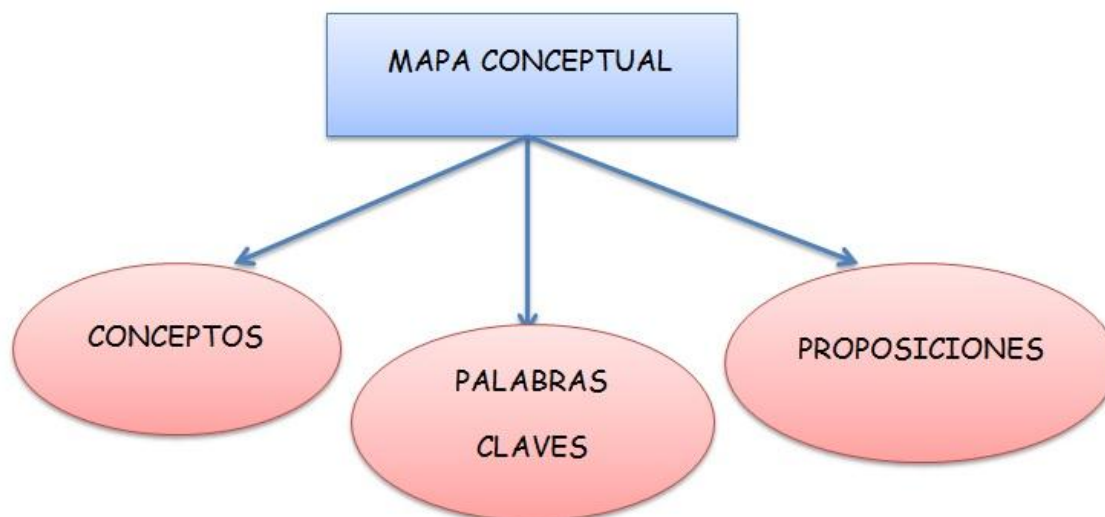 MAPA CONCEPTUAL
CONCEPTOS
PALABRAS
CLAVES
PROPOSICIONES